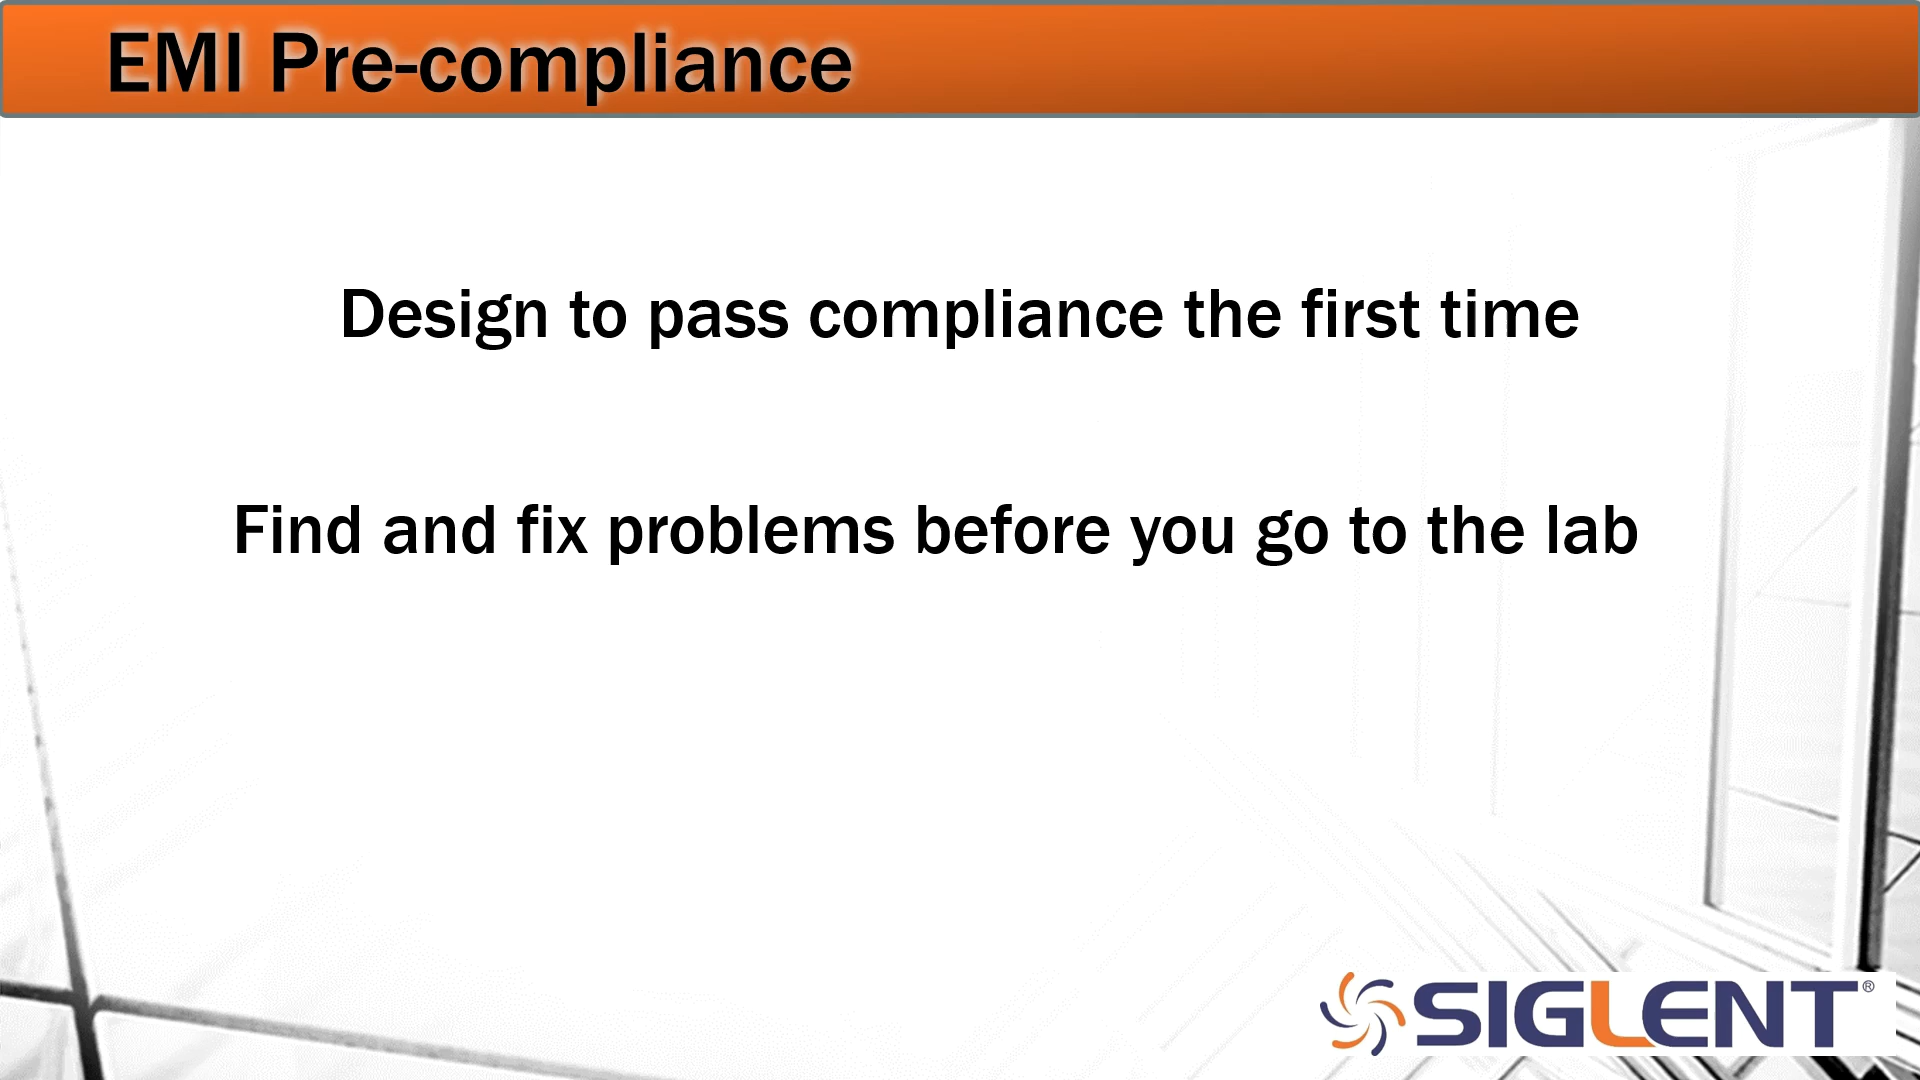 EMI Pre-compliance
Design to pass compliance the first time
Find and fix problems before you go to the lab
SIGLENT®